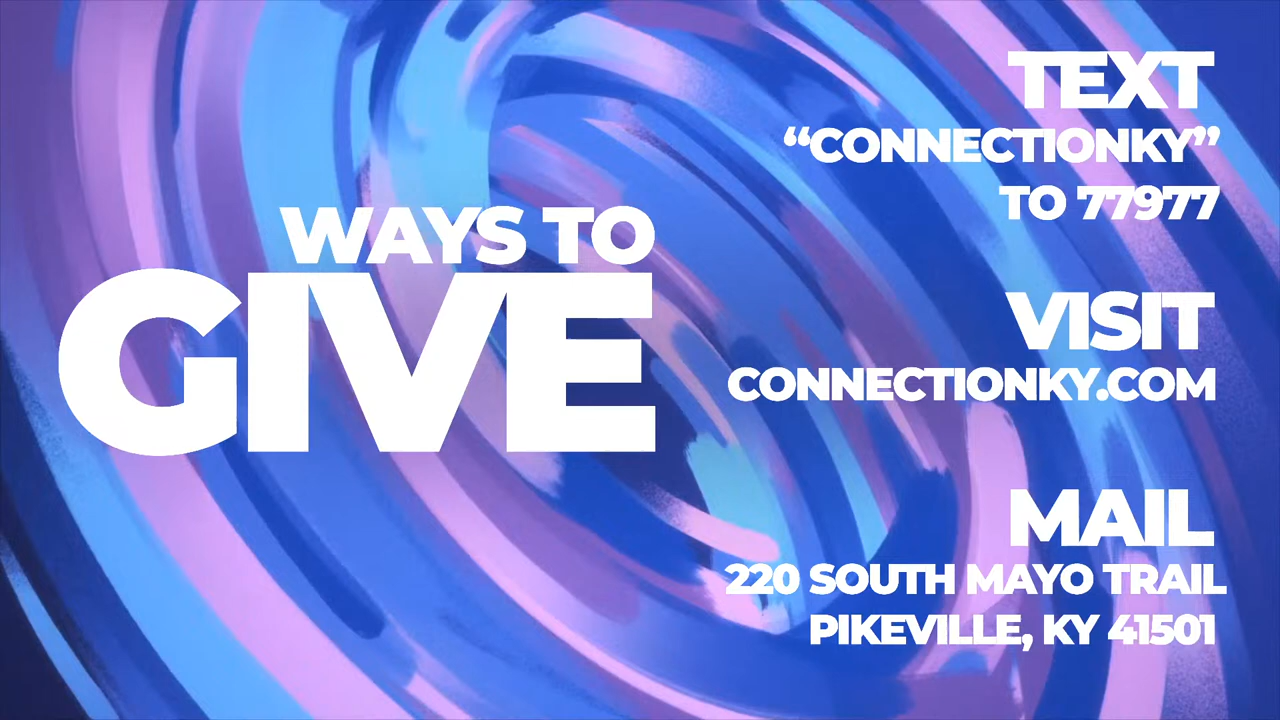 WAYS TO
GIVE
TEXT
“CONNECTIONKY”
TO 77977
VISIT
CONNECTIONKY.COM
MAIL
220 SOUTH MAYO TRAIL
PIKEVILLE, KY 41501